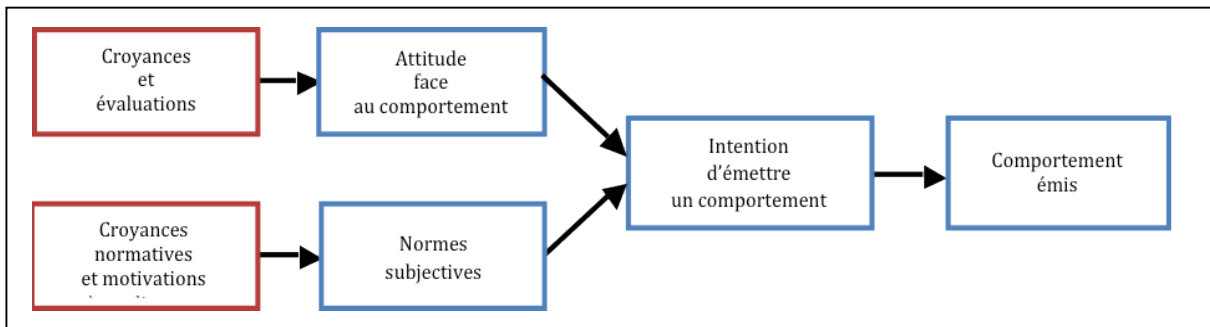 Croyances
et
évaluations
Attitude
face
au comportement
Intention
d'émettre
un comportement
Comportement
émis
Croyances
normatives
et motivations
Normes
subjectives